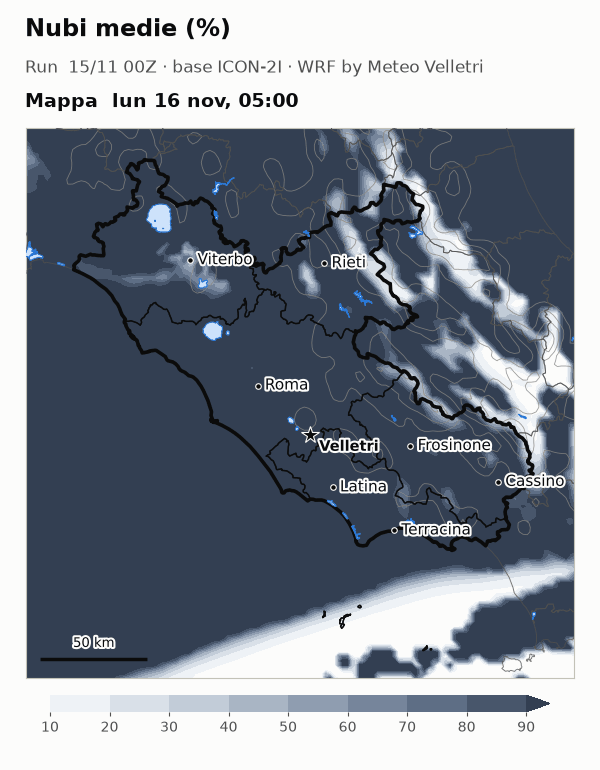 Nubi medie (%)
Run 15/11 00Z · base ICON-2I · WRF by Meteo Velletri
Mappa lun 16 nov, 05:00
Viterbo
Rieti
Roma
Velletri
Frosinone
Latina
Cassino
Terracina
50 km
10 20 30 40 50 60 70 80 90